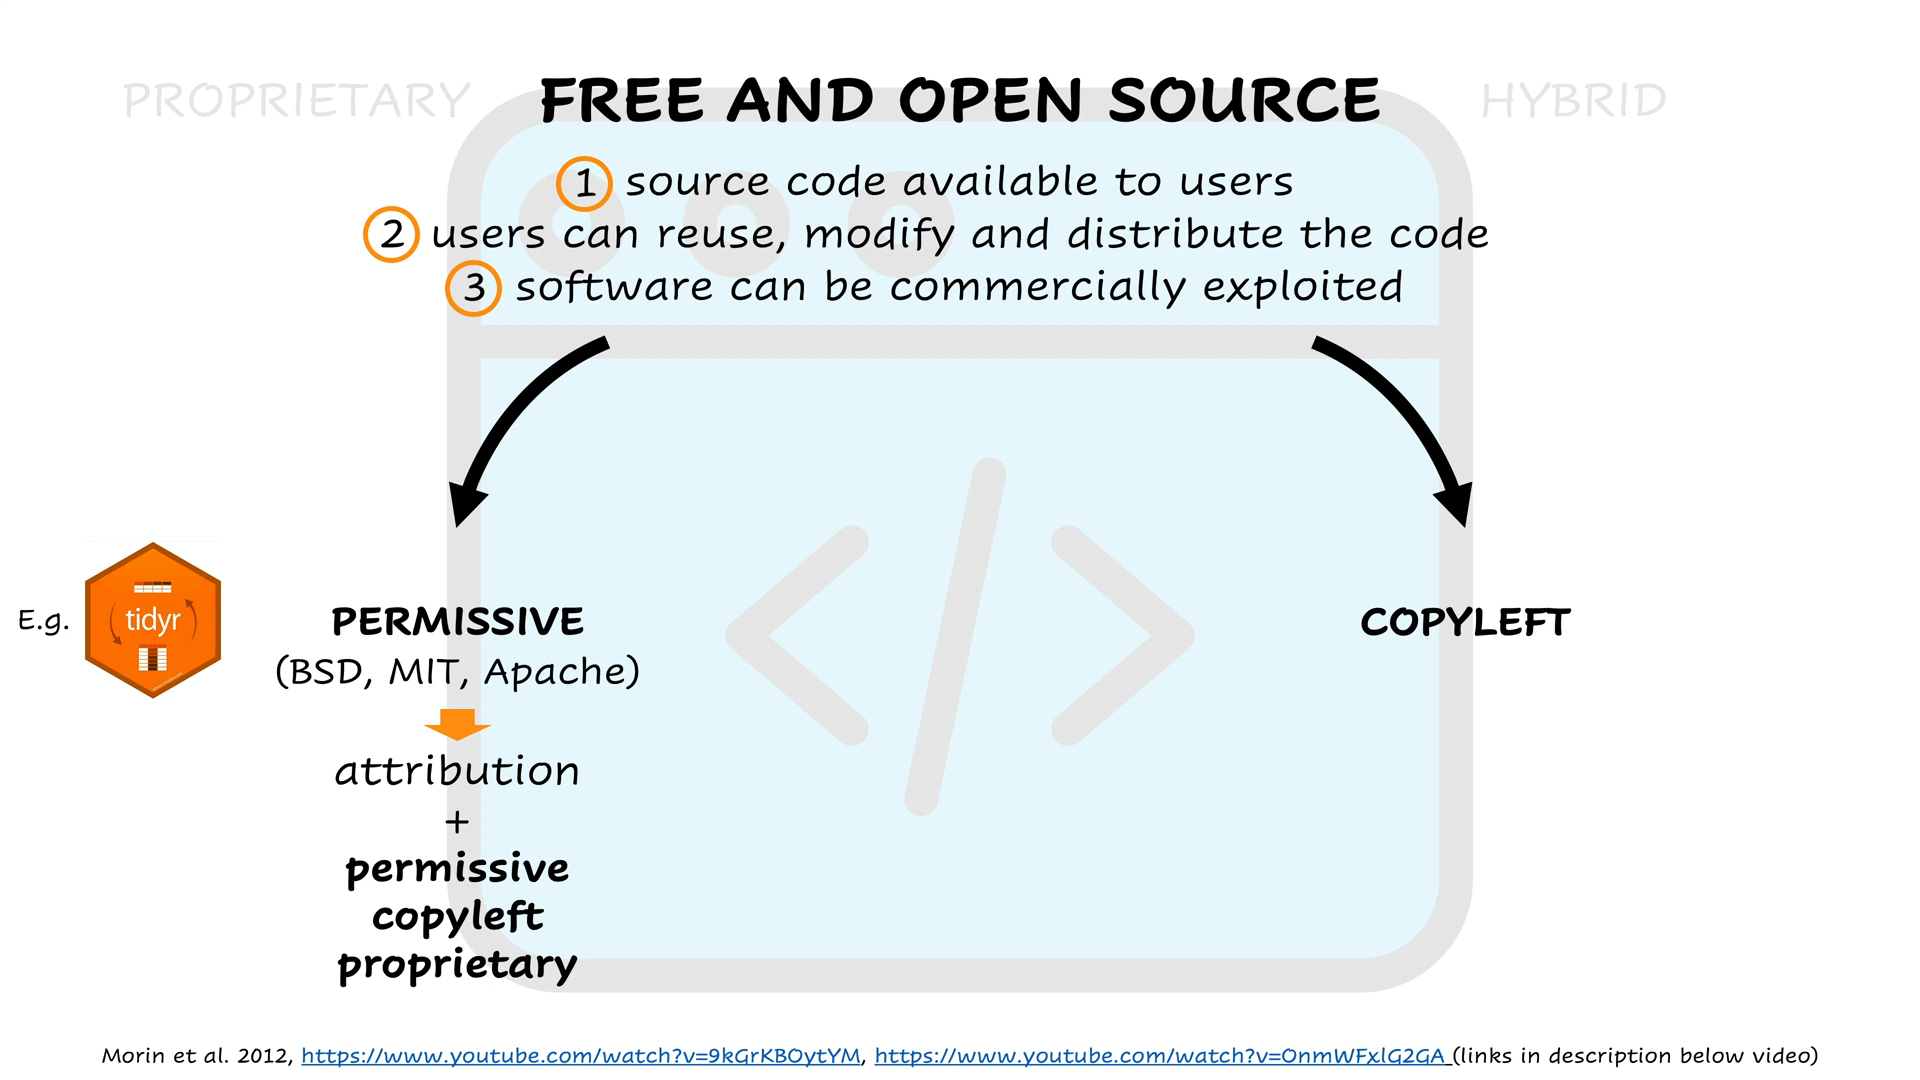 PROPRIETARY
FREE AND OPEN SOURCE
HYBRID
1 source code available to users
2 users can reuse, modify and distribute the code
3 software can be commercially exploited
E.g.
tidyr
PERMISSIVE
(BSD, MIT, Apache)
COPYLEFT
attribution
+
permissive
copyleft
proprietary
Morin et al. 2012, https://www.youtube.com/watch?v=9kGrKBOytYM, https://www.youtube.com/watch?v=OnmWFxlG2GA (links in description below video)